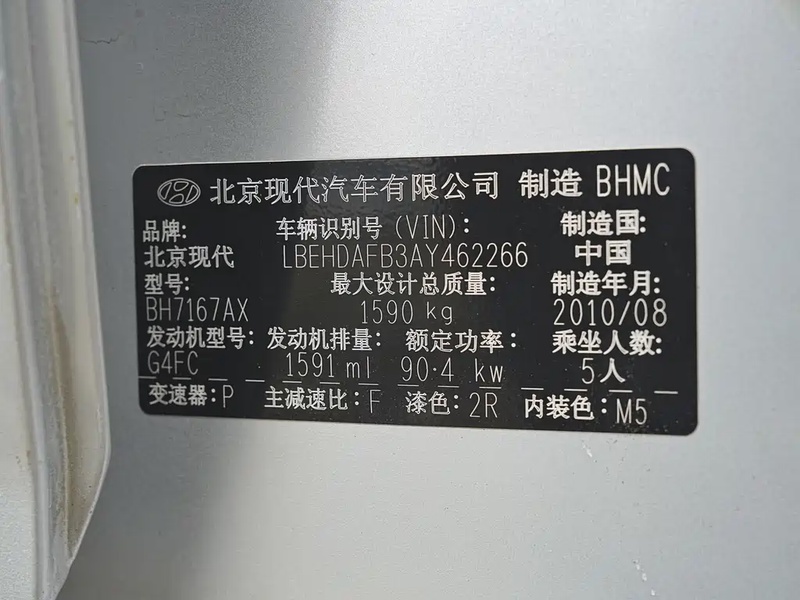 北京现代汽车有限公司 制造 BHMC
品牌: 车辆识别号 (VIN): 制造国:
北京现代 LBEHDAFB3AY462266 中国
型号: 最大设计总质量: 制造年月:
BH7167AX 1590 kg 2010/08
发动机型号: 发动机排量: 额定功率: 乘坐人数:
G4FC 1591 ml 90.4 kw 5人
变速器: P 主减速比: F 漆色: 2R 内装色: M5